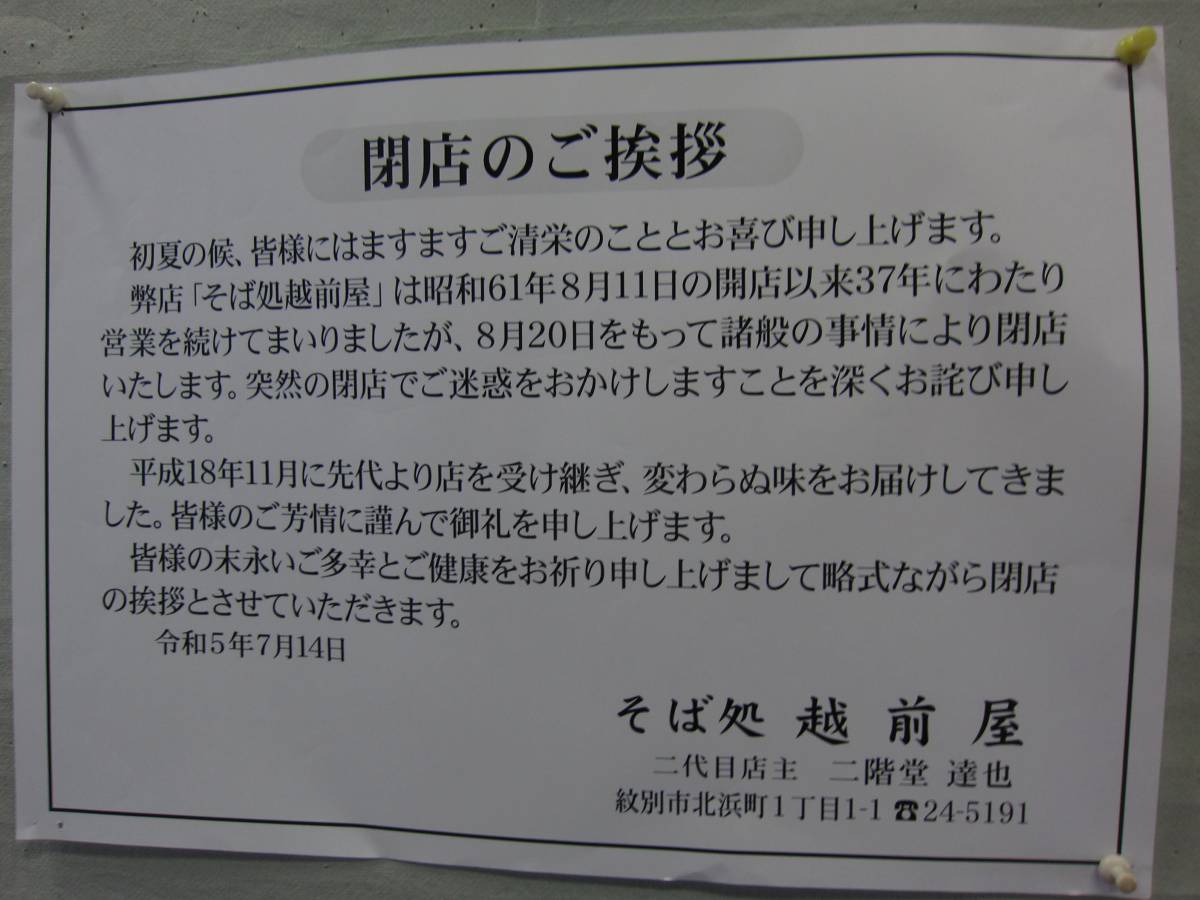 閉店のご挨拶
初夏の候、皆様にはますますご清栄のこととお喜び申し上げます。
弊店「そば処越前屋」は昭和61年8月11日の開店以来37年にわたり
営業を続けてまいりましたが、8月20日をもって諸般の事情により閉店
いたします。突然の閉店でご迷惑をおかけしますことを深くお詫び申し
上げます。
平成18年11月に先代より店を受け継ぎ、変わらぬ味をお届けしてきま
した。皆様のご芳情に謹んで御礼を申し上げます。
皆様の末永いご多幸とご健康をお祈り申し上げまして略式ながら閉店
の挨拶とさせていただきます。
令和5年7月14日
そば処 越前屋
二代目店主 二階堂 達也
紋別市北浜町1丁目1-1 ☎24-5191